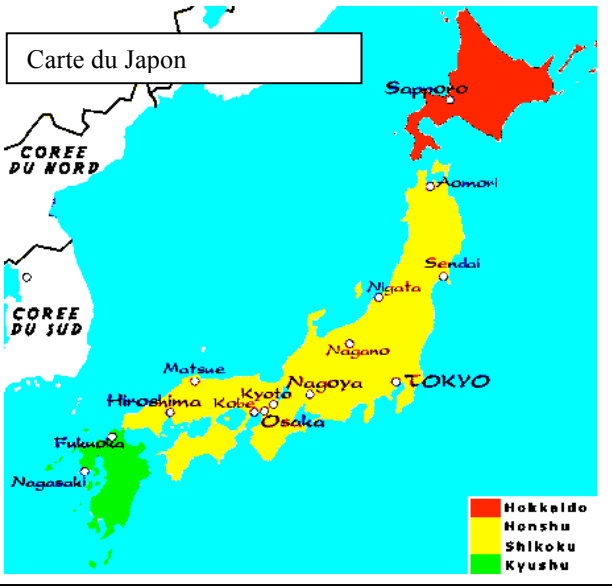 Carte du Japon
Sapporo
COREE
DU NORD
Aomori
Sendai
Nigata
COREE
DU SUD
Nagano
Matsue
Nagoya
TOKYO
Kyoto
Hiroshima
Kobe
Osaka
Fukuoka
Nagasaki
Hokkaido
Honshu
Shikoku
Kyushu